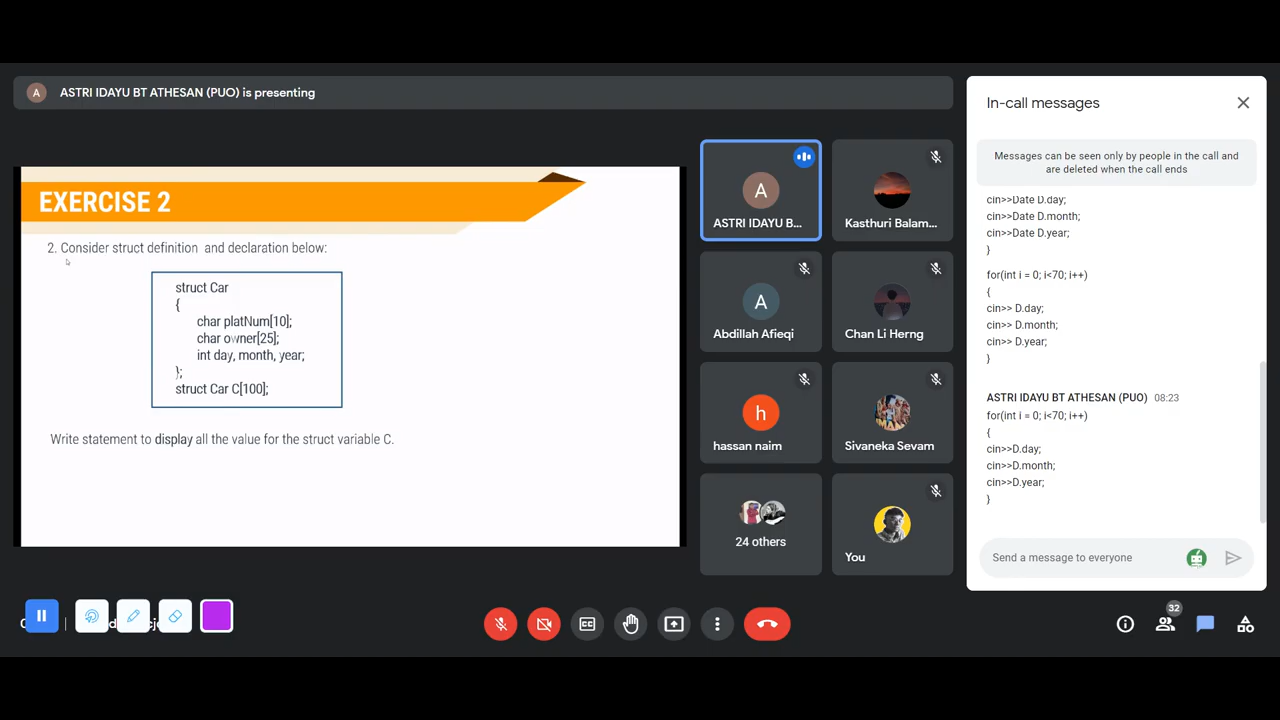 ASTRI IDAYU BT ATHESAN (PUO) is presenting
A
EXERCISE 2
2. Consider struct definition and declaration below:
struct Car
{
char platNum[10];
char owner[25];
int day, month, year;
};
struct Car C[100];
Write statement to display all the value for the struct variable C.
A
ASTRI IDAYU B...
Kasthuri Balam...
A
Abdillah Afieqi
Chan Li Herng
h
hassan naim
Sivaneka Sevam
24 others
You
In-call messages
Messages can be seen only by people in the call and
are deleted when the call ends
cin>>Date D.day;
cin>>Date D.month;
cin>>Date D.year;
}
for(int i = 0; i<70; i++)
{
cin>> D.day;
cin>> D.month;
cin>> D.year;
}
ASTRI IDAYU BT ATHESAN (PUO) 08:23
for(int i = 0; i<70; i++)
{
cin>>D.day;
cin>>D.month;
cin>>D.year;
}
Send a message to everyone
32